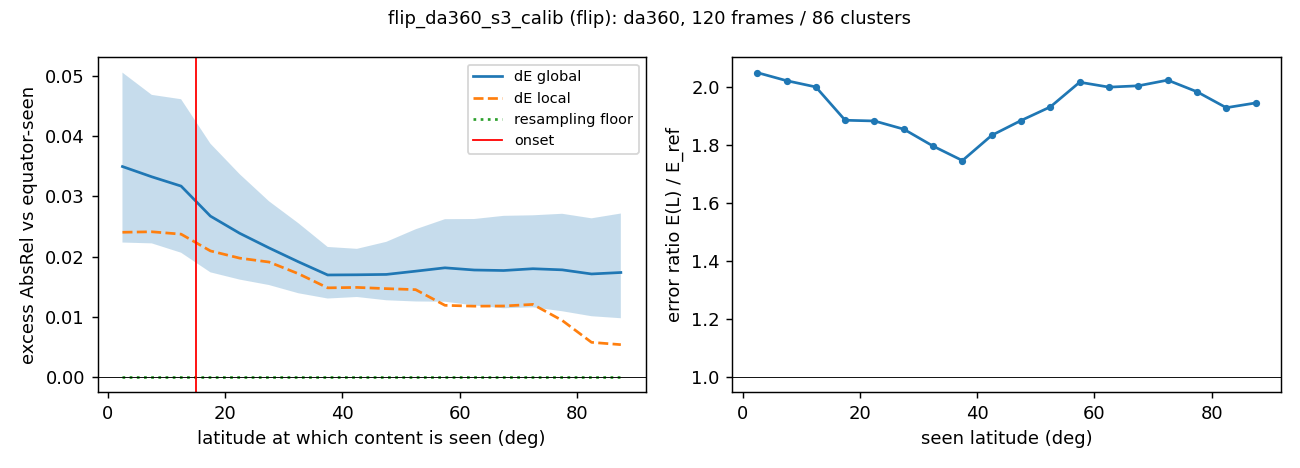 flip_da360_s3_calib (flip): da360, 120 frames / 86 clusters
excess AbsRel vs equator-seen
0.05
0.04
0.03
0.02
0.01
0.00
dE global
dE local
resampling floor
onset
0
20
40
60
80
latitude at which content is seen (deg)
error ratio E(L) / E_ref
2.0
1.8
1.6
1.4
1.2
1.0
0
20
40
60
80
seen latitude (deg)